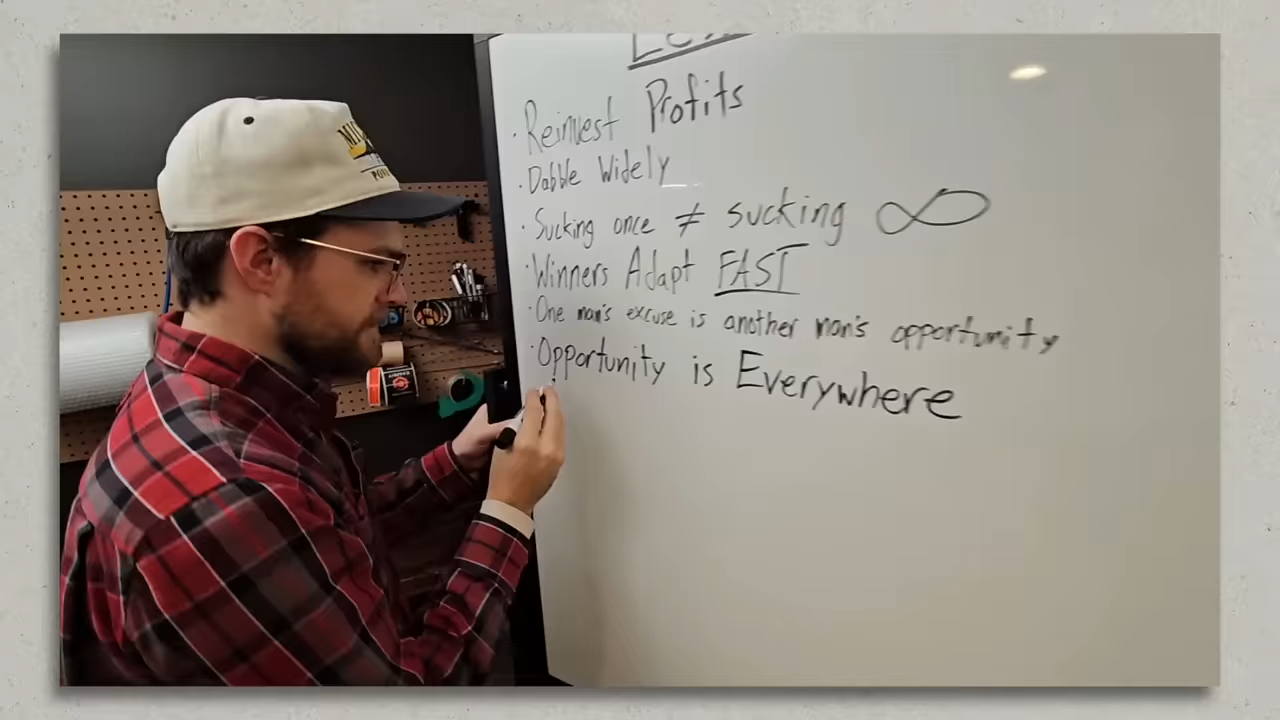 · Reinvest Profits
· Dabble Widely
· Sucking once ≠ sucking ∞
· Winners Adapt FAST
· One man's excuse is another man's opportunity
· Opportunity is Everywhere